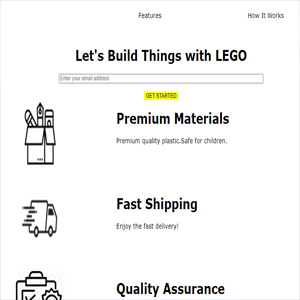 Features How It Works
Let's Build Things with LEGO
Enter your email address
GET STARTED
Premium Materials
Premium quality plastic.Safe for children.
Fast Shipping
Enjoy the fast delivery!
Quality Assurance